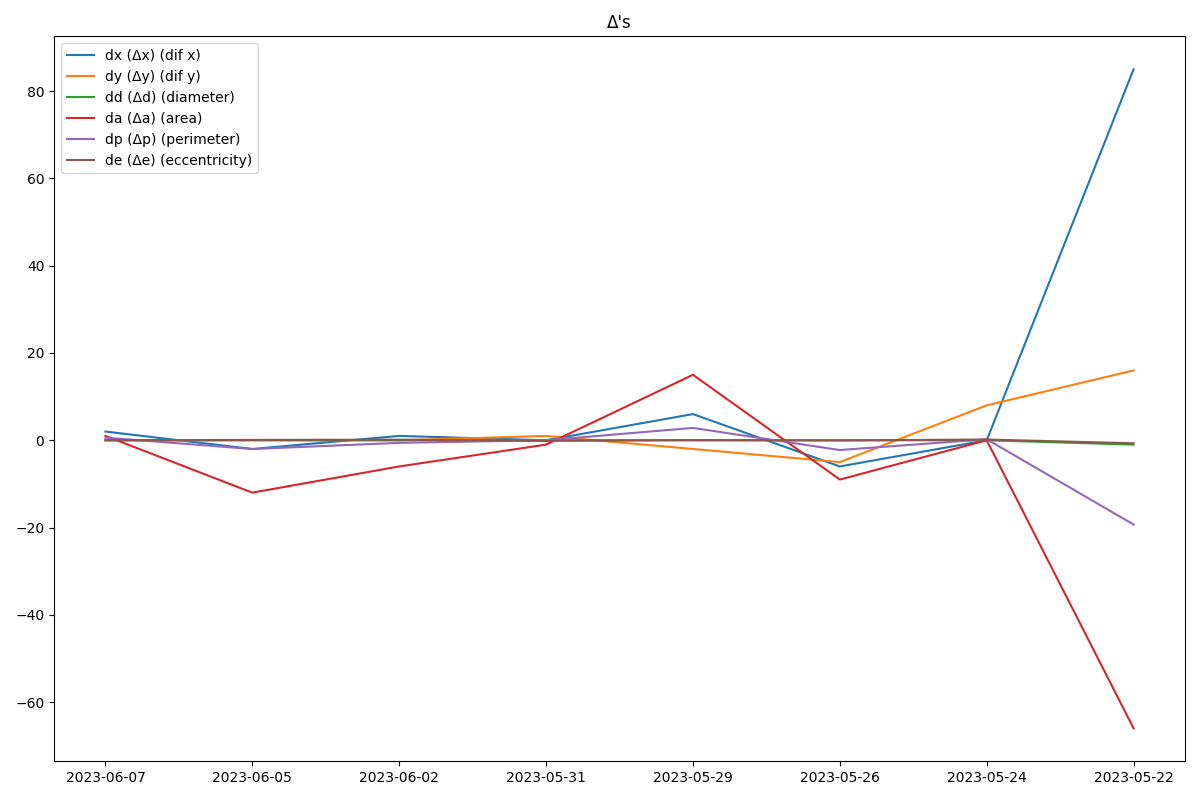 Δ's
dx (Δx) (dif x)
dy (Δy) (dif y)
dd (Δd) (diameter)
da (Δa) (area)
dp (Δp) (perimeter)
de (Δe) (eccentricity)
80
60
40
20
0
−20
−40
−60
2023-06-07 2023-06-05 2023-06-02 2023-05-31 2023-05-29 2023-05-26 2023-05-24 2023-05-22